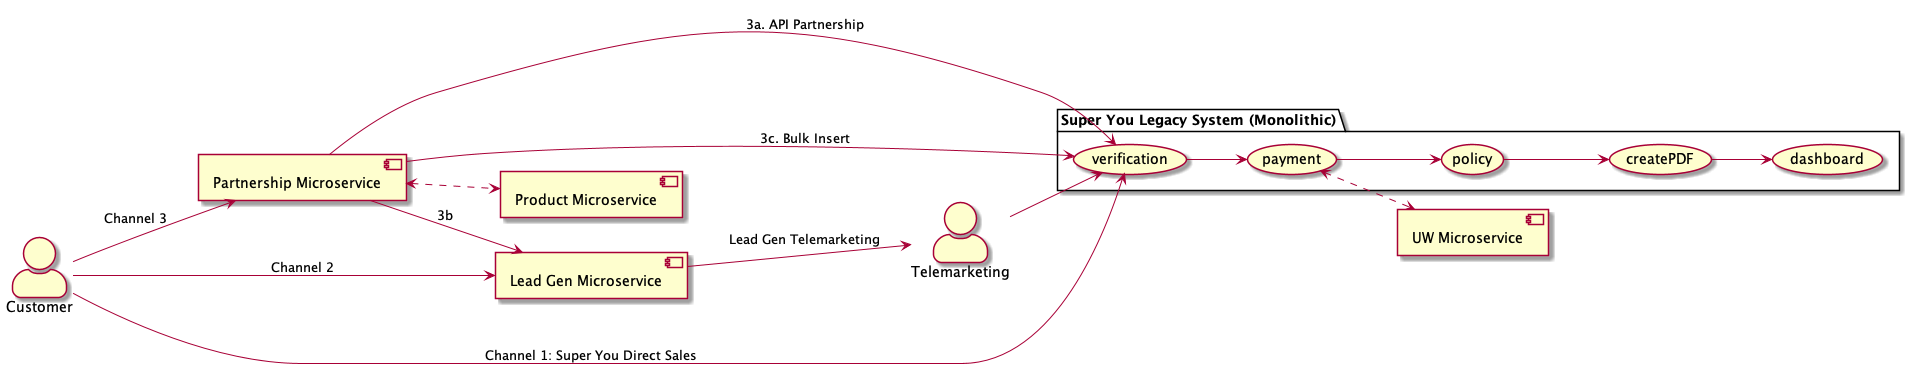 3a. API Partnership
Super You Legacy System (Monolithic)
3c. Bulk Insert
verification
payment
policy
createPDF
dashboard
Partnership Microservice
Product Microservice
Channel 3
3b
Lead Gen Telemarketing
UW Microservice
Channel 2
Lead Gen Microservice
Telemarketing
Customer
Channel 1: Super You Direct Sales